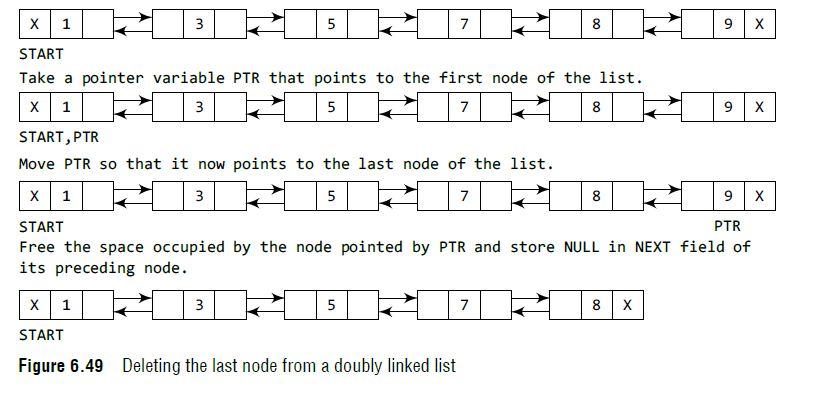 X 1 3 5 7 8 9 X
START
Take a pointer variable PTR that points to the first node of the list.
X 1 3 5 7 8 9 X
START,PTR
Move PTR so that it now points to the last node of the list.
X 1 3 5 7 8 9 X
START PTR
Free the space occupied by the node pointed by PTR and store NULL in NEXT field of
its preceding node.
X 1 3 5 7 8 X
START
Figure 6.49 Deleting the last node from a doubly linked list